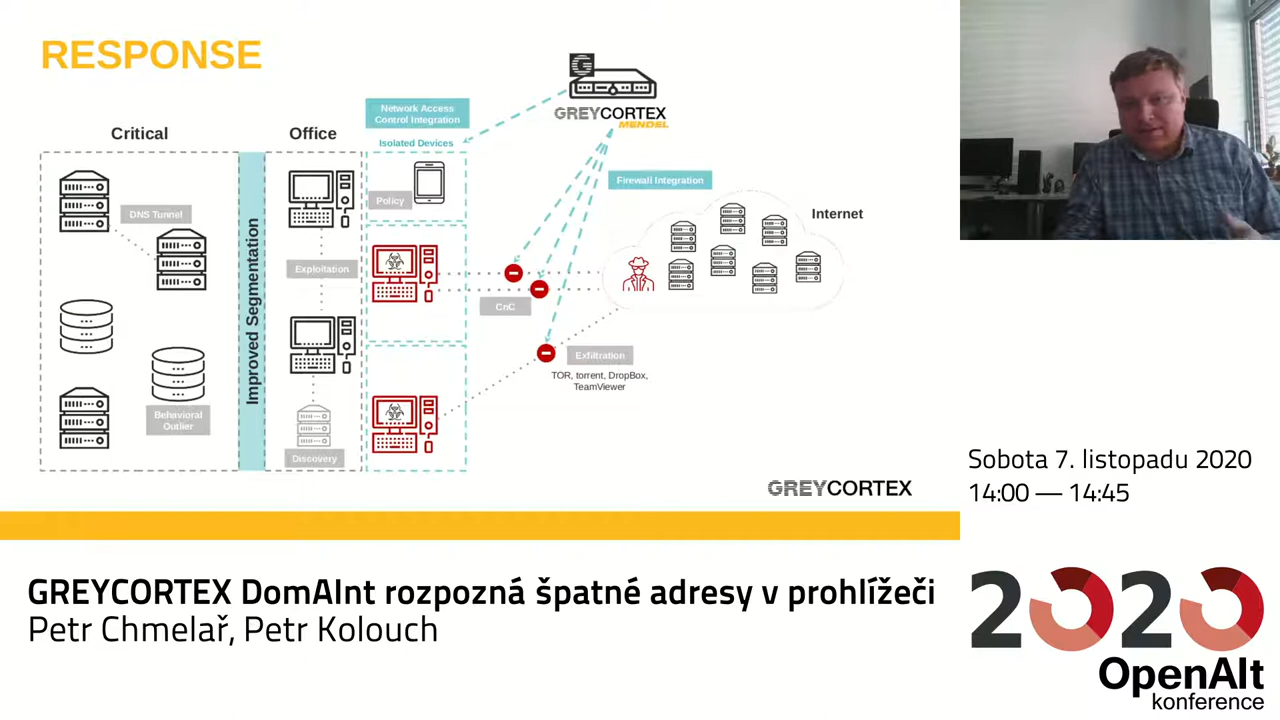 RESPONSE
G
GREYCORTEX
MENDEL
Network Access
Control Integration
Critical
Office
Isolated Devices
Firewall Integration
Policy
DNS Tunnel
Internet
Improved Segmentation
Exploitation
CnC
Exfiltration
TOR, torrent, DropBox,
TeamViewer
Behavioral
Outlier
Discovery
GREYCORTEX
Sobota 7. listopadu 2020
14:00 — 14:45
GREYCORTEX DomAInt rozpozná špatné adresy v prohlížeči
Petr Chmelař, Petr Kolouch
2020
OpenAlt
konference